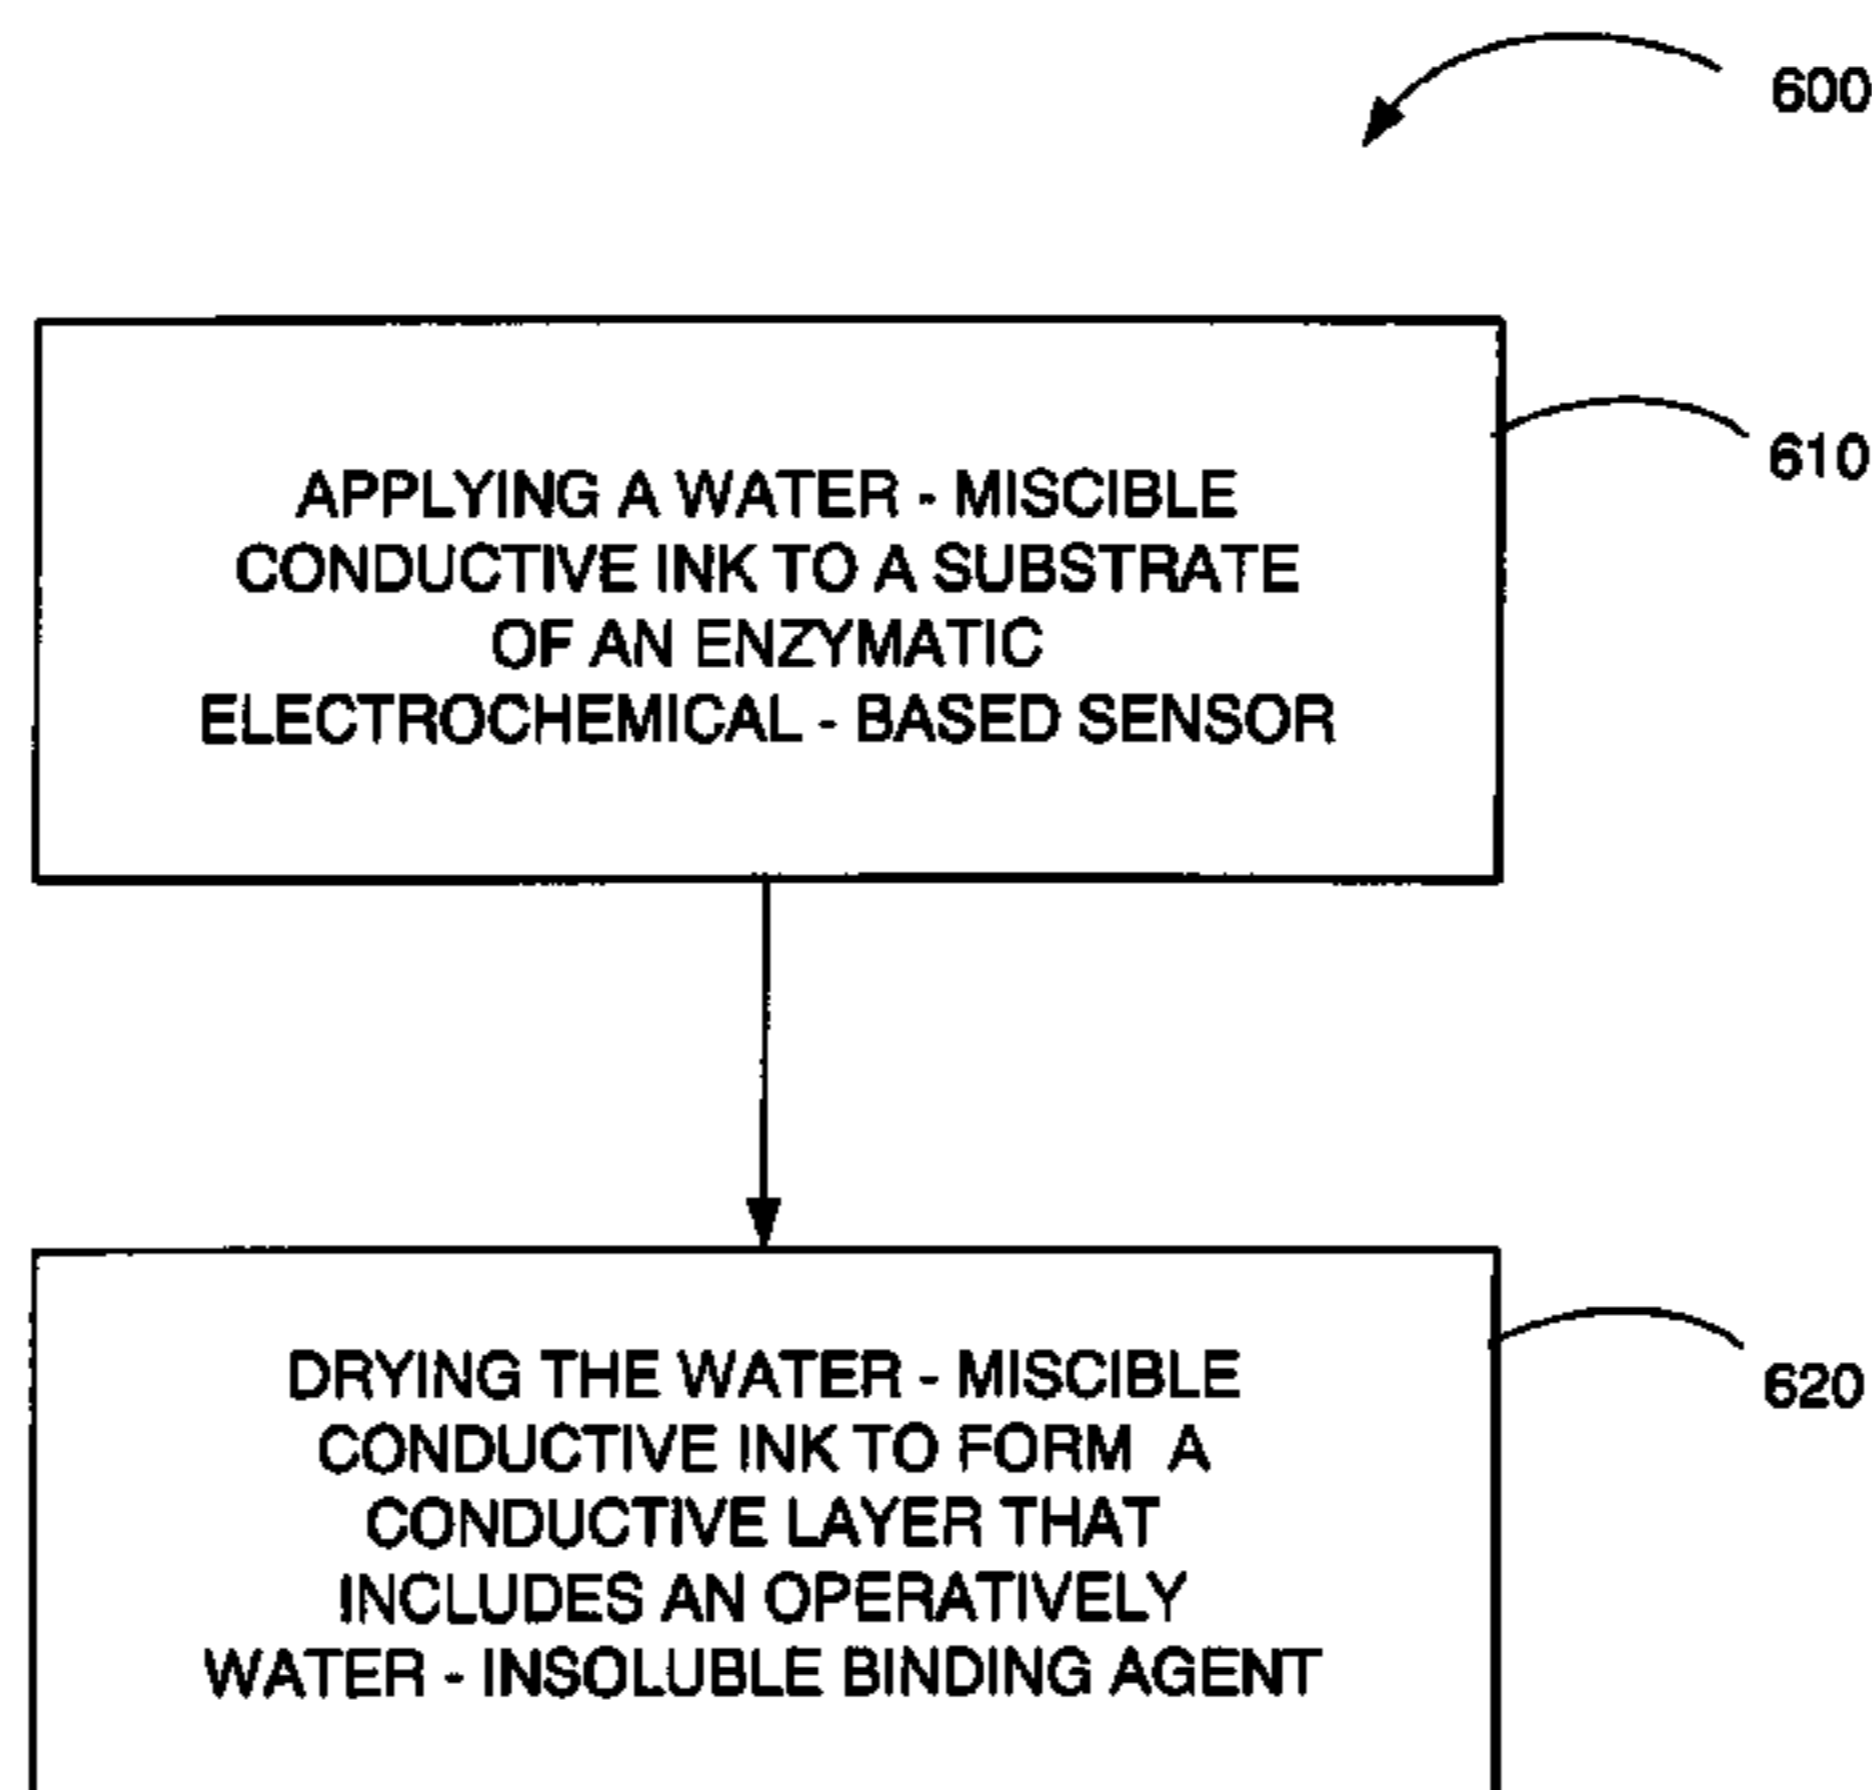 600
610
APPLYING A WATER - MISCIBLE
CONDUCTIVE INK TO A SUBSTRATE
OF AN ENZYMATIC
ELECTROCHEMICAL - BASED SENSOR
620
DRYING THE WATER - MISCIBLE
CONDUCTIVE INK TO FORM A
CONDUCTIVE LAYER THAT
INCLUDES AN OPERATIVELY
WATER - INSOLUBLE BINDING AGENT